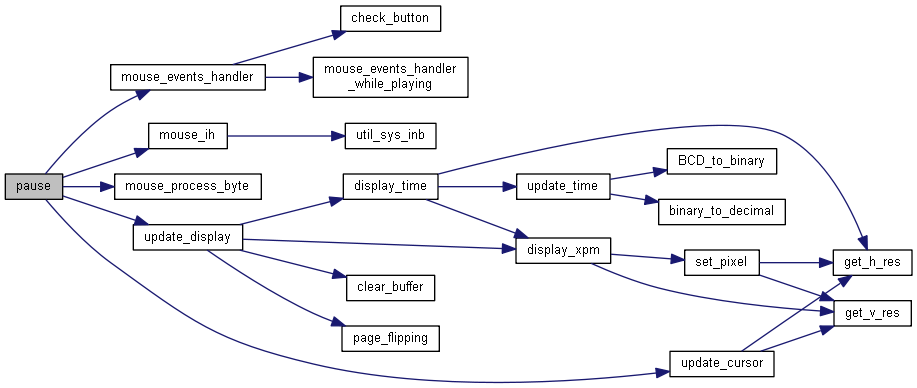 check_button
mouse_events_handler
mouse_events_handler
_while_playing
mouse_ih
util_sys_inb
pause
mouse_process_byte
display_time
update_time
BCD_to_binary
binary_to_decimal
update_display
display_xpm
set_pixel
get_h_res
clear_buffer
get_v_res
page_flipping
update_cursor